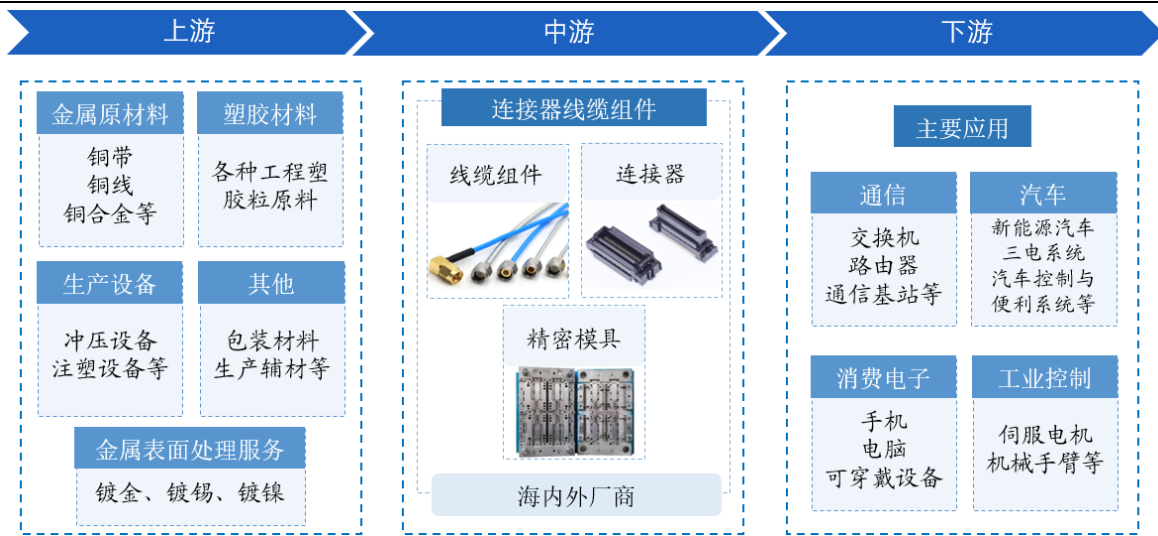 上游
中游
下游
金属原材料
铜带
铜线
铜合金等
塑胶材料
各种工程塑
胶粒原料
生产设备
冲压设备
注塑设备等
其他
包装材料
生产辅材等
金属表面处理服务
镀金、镀锡、镀镍
连接器线缆组件
线缆组件
连接器
精密模具
海内外厂商
主要应用
通信
交换机
路由器
通信基站等
汽车
新能源汽车
三电系统
汽车控制与
便利系统等
消费电子
手机
电脑
可穿戴设备
工业控制
伺服电机
机械手臂等